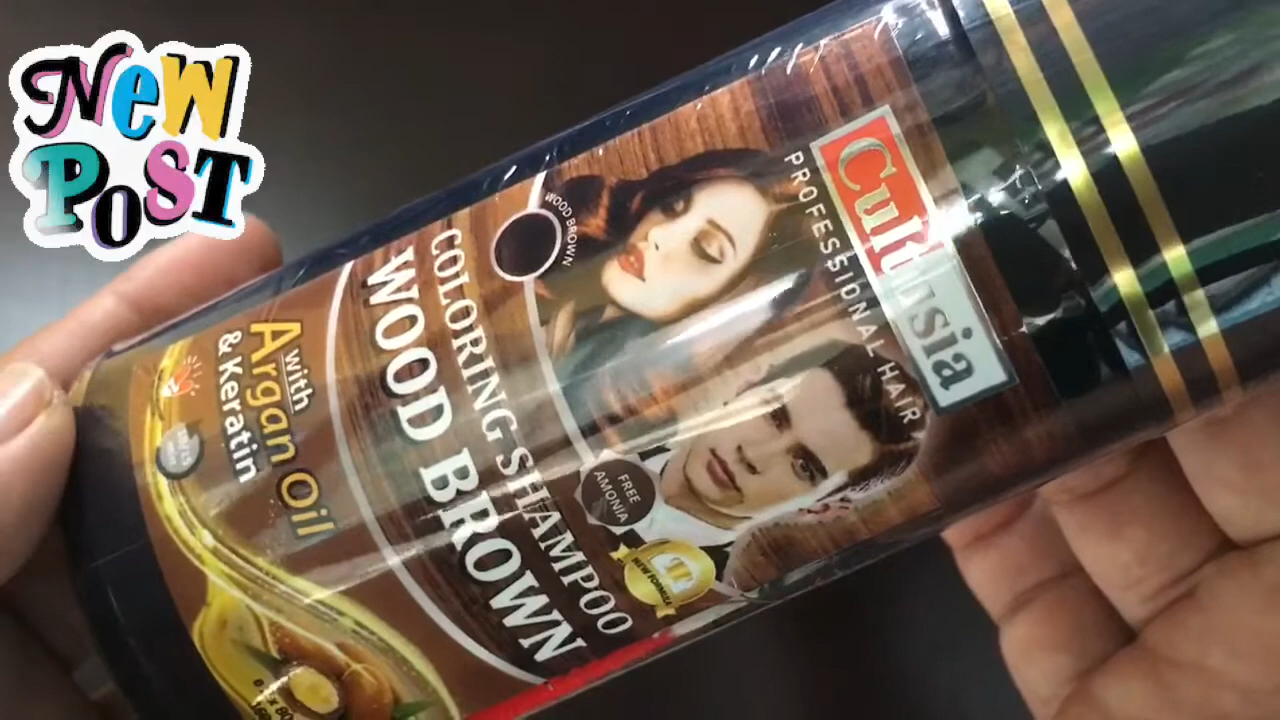 New
Post
Cultusia
PROFESSIONAL HAIR
WOOD BROWN
COLORING SHAMPOO
WOOD BROWN
FREE
AMONIA
NEW FORMULA
with
Argan Oil
& Keratin